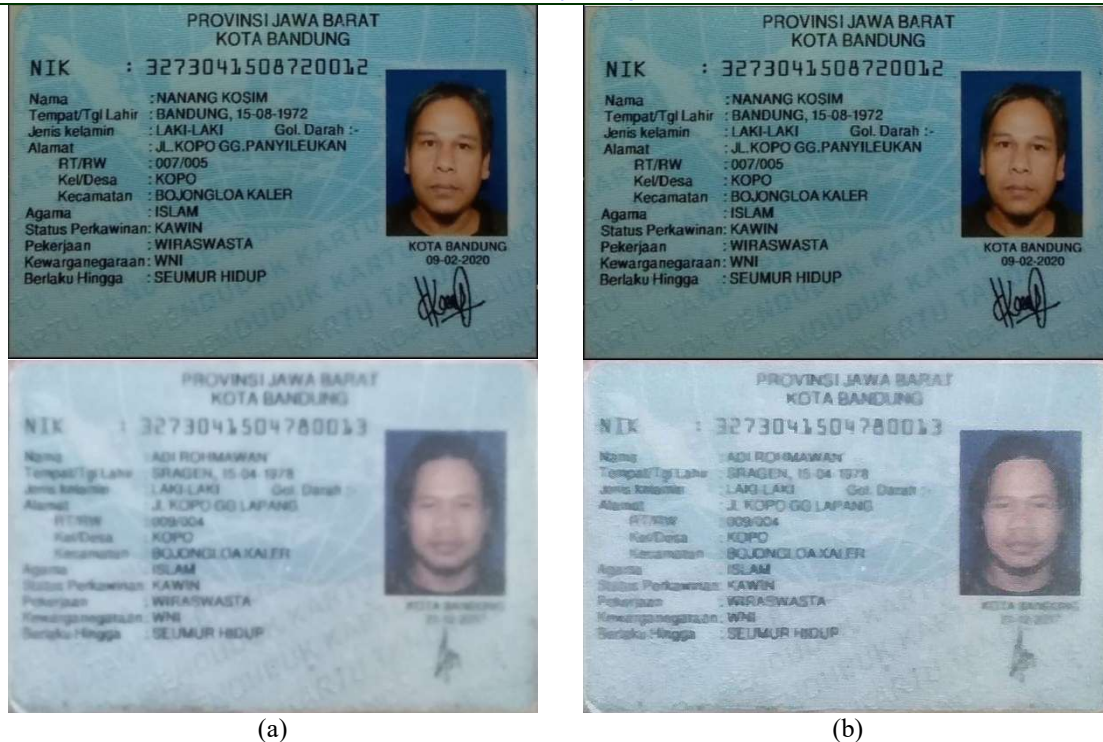 PROVINSI JAWA BARAT
KOTA BANDUNG
NIK : 3273041508720012
Nama : NANANG KOSIM
Tempat/Tgl Lahir : BANDUNG, 15-08-1972
Jenis kelamin : LAKI-LAKI Gol. Darah :-
Alamat : JL.KOPO GG.PANYILEUKAN
RT/RW : 007/005
Kel/Desa : KOPO
Kecamatan : BOJONGLOA KALER
Agama : ISLAM
Status Perkawinan: KAWIN
Pekerjaan : WIRASWASTA
Kewarganegaraan: WNI
Berlaku Hingga : SEUMUR HIDUP
KOTA BANDUNG
09-02-2020
PROVINSI JAWA BARAT
KOTA BANDUNG
NIK : 3273041508720012
Nama : NANANG KOSIM
Tempat/Tgl Lahir : BANDUNG, 15-08-1972
Jenis kelamin : LAKI-LAKI Gol. Darah :-
Alamat : JL.KOPO GG.PANYILEUKAN
RT/RW : 007/005
Kel/Desa : KOPO
Kecamatan : BOJONGLOA KALER
Agama : ISLAM
Status Perkawinan: KAWIN
Pekerjaan : WIRASWASTA
Kewarganegaraan: WNI
Berlaku Hingga : SEUMUR HIDUP
KOTA BANDUNG
09-02-2020
PROVINSI JAWA BARAT
KOTA BANDUNG
NIK : 3273041504780013
Nama : ADI ROHMAWAN
Tempat/Tgl Lahir : SRAGEN, 15-04-1978
Jenis kelamin : LAKI-LAKI Gol. Darah :-
Alamat : JL. KOPO GG LAPANG
RT/RW : 009/004
Kel/Desa : KOPO
Kecamatan : BOJONGLOA KALER
Agama : ISLAM
Status Perkawinan: KAWIN
Pekerjaan : WIRASWASTA
Kewarganegaraan: WNI
Berlaku Hingga : SEUMUR HIDUP
KOTA BANDUNG
PROVINSI JAWA BARAT
KOTA BANDUNG
NIK : 3273041504780013
Nama : ADI ROHMAWAN
Tempat/Tgl Lahir : SRAGEN, 15-04-1978
Jenis kelamin : LAKI-LAKI Gol. Darah :-
Alamat : JL. KOPO GG LAPANG
RT/RW : 009/004
Kel/Desa : KOPO
Kecamatan : BOJONGLOA KALER
Agama : ISLAM
Status Perkawinan: KAWIN
Pekerjaan : WIRASWASTA
Kewarganegaraan: WNI
Berlaku Hingga : SEUMUR HIDUP
KOTA BANDUNG
(a)
(b)